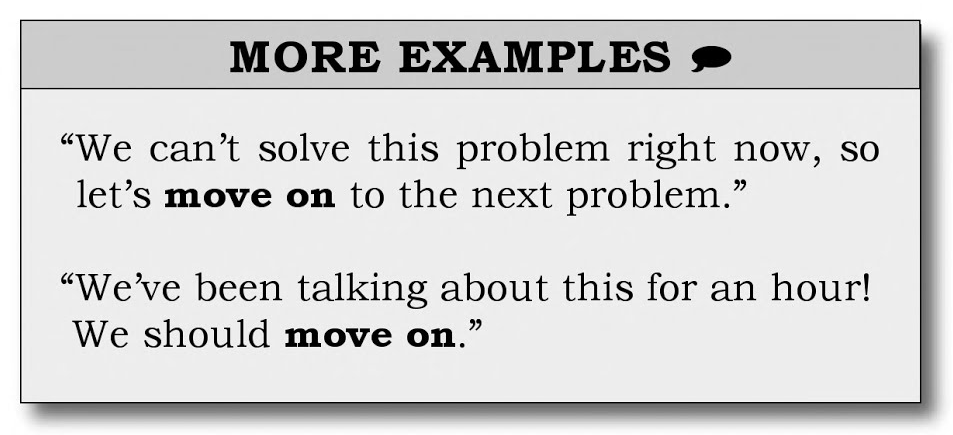 MORE EXAMPLES
“We can’t solve this problem right now, so
let’s move on to the next problem.”
“We’ve been talking about this for an hour!
We should move on.”